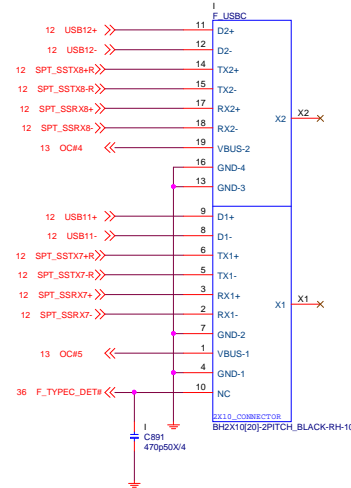 I
F_USBC
12 USB12+ 11 D2+
12 USB12- 12 D2-
12 SPT_SSTX8+R 14 TX2+
12 SPT_SSTX8-R 15 TX2-
12 SPT_SSRX8+ 17 RX2+
12 SPT_SSRX8- 18 RX2- X2 X2
13 OC#4 19 VBUS-2
16 GND-4
13 GND-3
12 USB11+ 9 D1+
12 USB11- 8 D1-
12 SPT_SSTX7+R 6 TX1+
12 SPT_SSTX7-R 5 TX1-
12 SPT_SSRX7+ 3 RX1+
12 SPT_SSRX7- 2 RX1- X1 X1
7 GND-2
13 OC#5 1 VBUS-1
4 GND-1
36 F_TYPEC_DET# 10 NC
2X10_CONNECTOR
BH2X10[20]-2PITCH_BLACK-RH-10
I
C891
470p50X/4